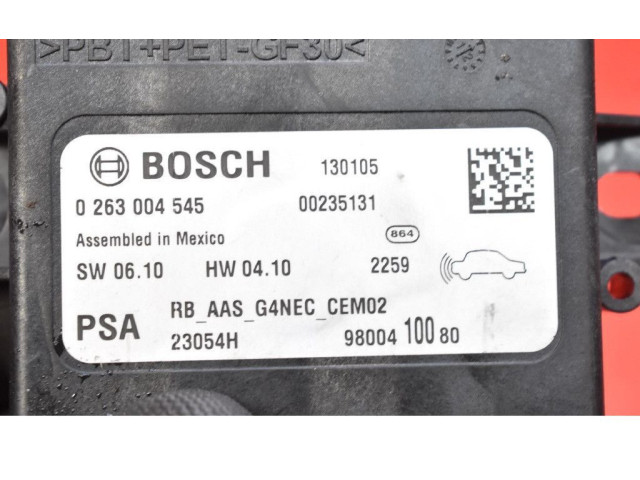 >PBT+PET-GF30<
BOSCH 130105
0 263 004 545 00235131
Assembled in Mexico 864
SW 06.10 HW 04.10 2259
PSA RB_AAS_G4NEC_CEM02
23054H 98004 100 80